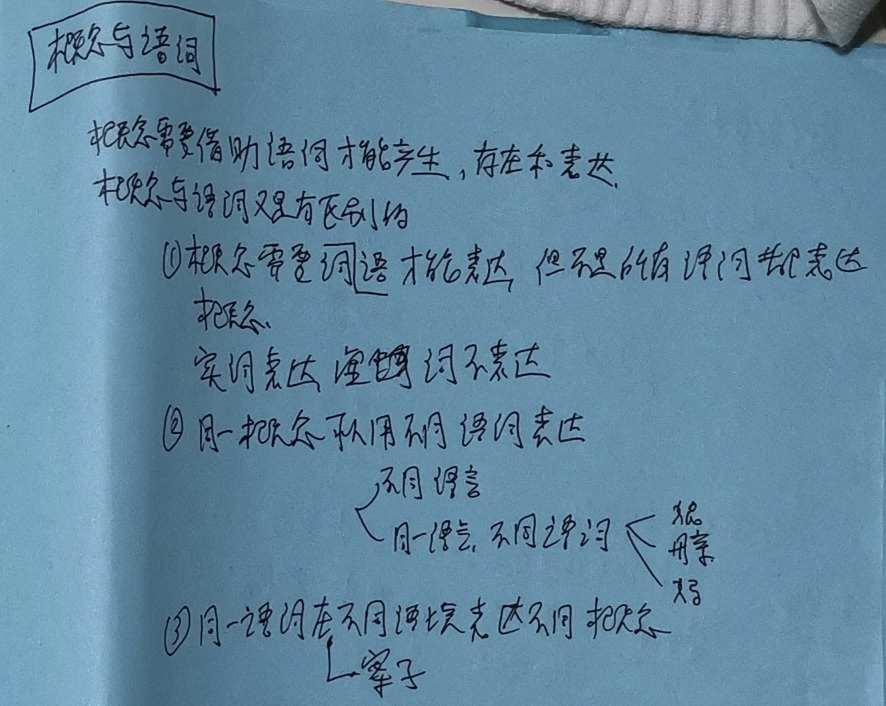 概念与语词
概念需要借助语词才能产生，存在和表达.
概念与语词又是有区别的
①概念需要词语才能表达，但不是所有语词都表达
概念.
实词表达 虚词不表达
②同一概念可以用不同语词表达
不同语言
同一语言，不同语词
③同一语词在不同语境表达不同概念
案子